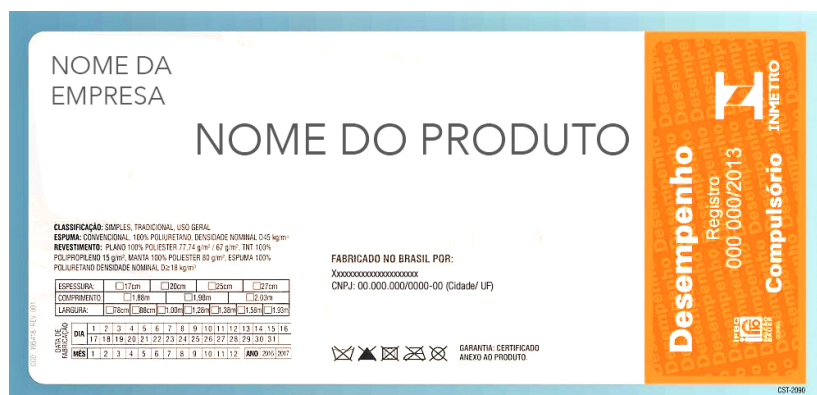 NOME DA
EMPRESA
NOME DO PRODUTO
CLASSIFICAÇÃO: SIMPLES, TRADICIONAL, USO GERAL
ESPUMA: CONVENCIONAL, 100% POLIURETANO, DENSIDADE NOMINAL D45 kg/m³
REVESTIMENTO: PLANO 100% POLIESTER 77,74 g/m² / 67 g/m², TNT 100%
POLIPROPILENO 15 g/m², MANTA 100% POLIESTER 80 g/m², ESPUMA 100%
POLIURETANO DENSIDADE NOMINAL D≥18 kg/m³
ESPESSURA: 17cm 20cm 25cm 27cm
COMPRIMENTO: 1,88m 1,98m 2,03m
LARGURA: 78cm 88cm 1.00m 1,28m 1,38m 1,58m 1.93m
DATA DE
FABRICAÇÃO
DIA 1 2 3 4 5 6 7 8 9 10 11 12 13 14 15 16
17 18 19 20 21 22 23 24 25 26 27 28 29 30 31
MÊS 1 2 3 4 5 6 7 8 9 10 11 12 ANO 2016 2017
FABRICADO NO BRASIL POR:
Xxxxxxxxxxxxxxxxxxxxx
CNPJ: 00.000.000/0000-00 (Cidade/ UF)
GARANTIA: CERTIFICADO
ANEXO AO PRODUTO.
Desempenho
Registro
000 000/2013
Compulsório
INMETRO
IFBQ
CST-2090